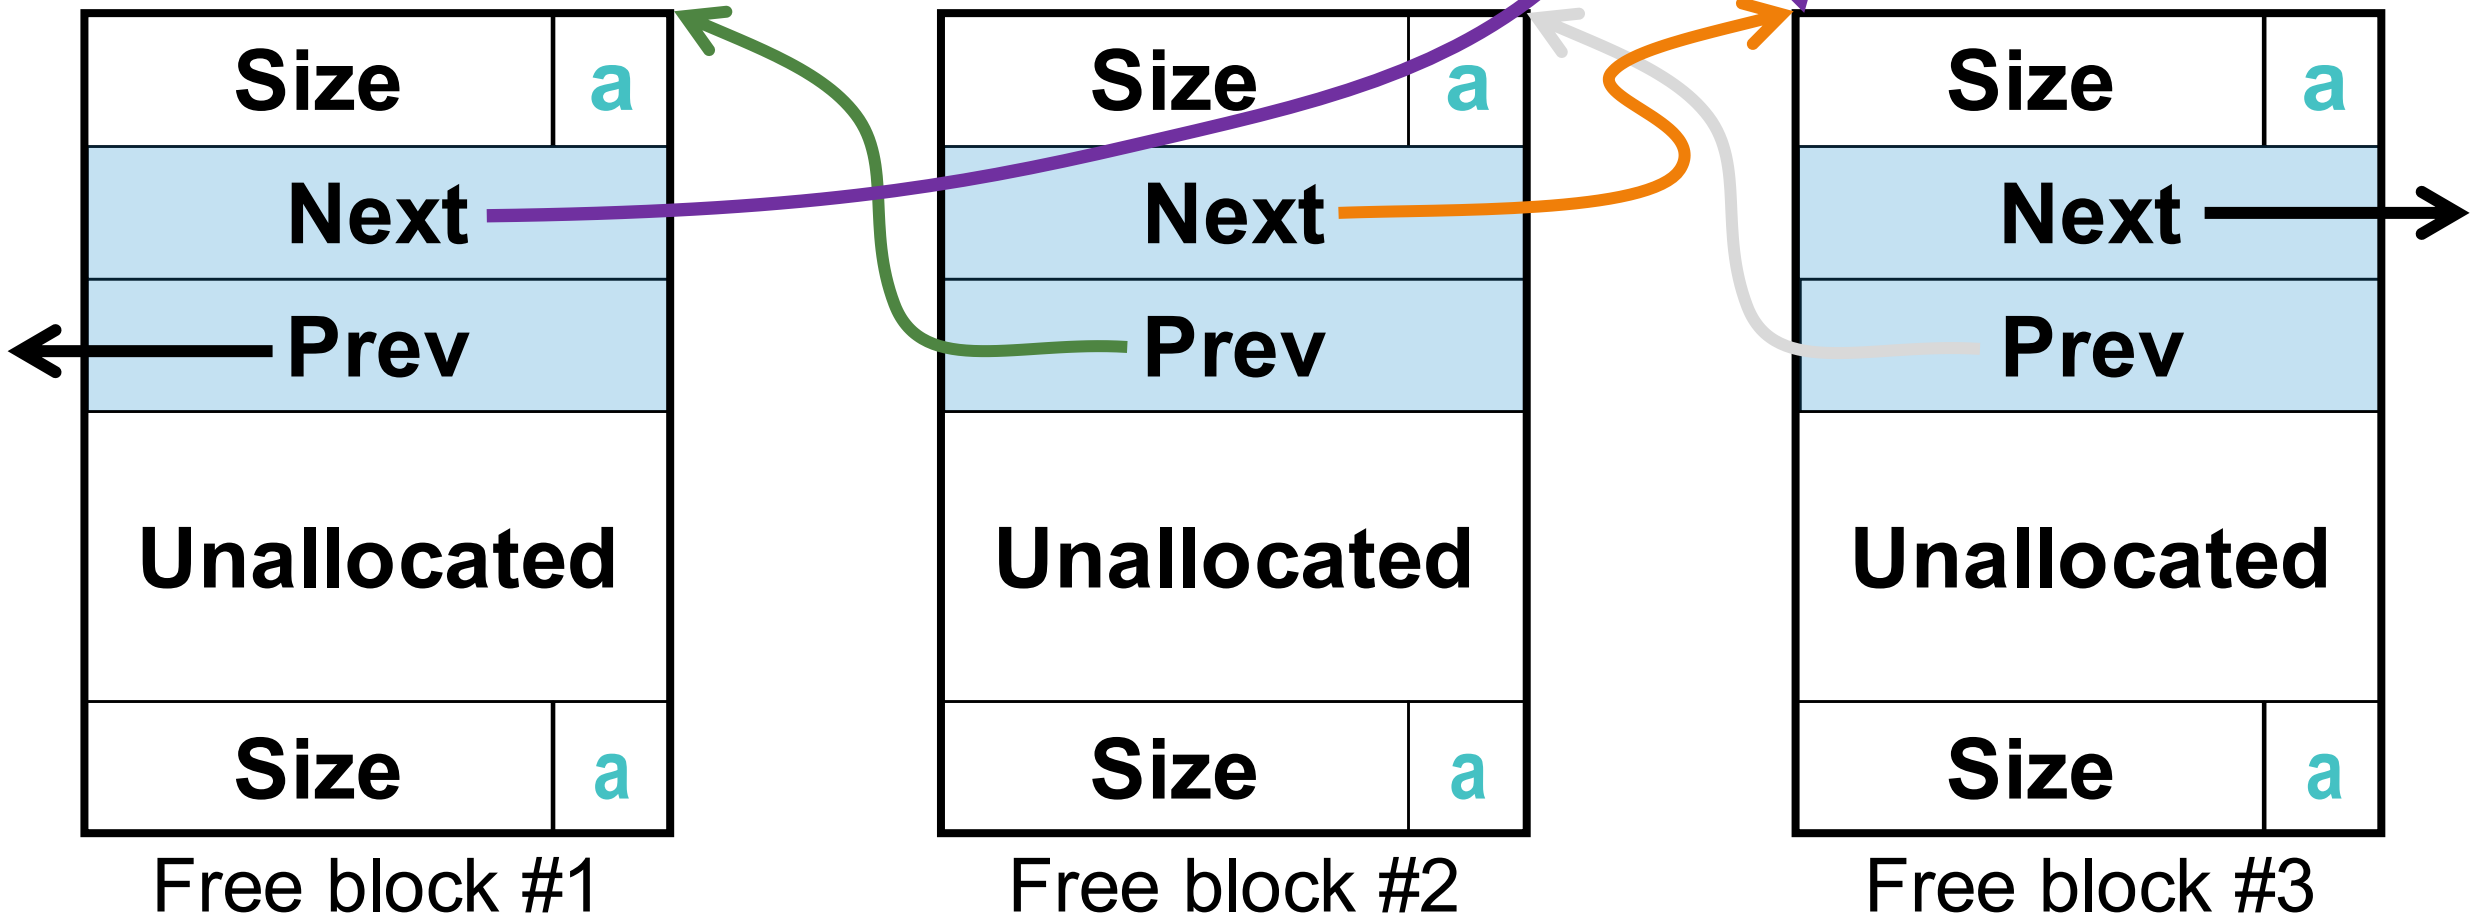 Size a Size a Size a
Next Next Next
Prev Prev Prev
Unallocated Unallocated Unallocated
Size a Size a Size a
Free block #1 Free block #2 Free block #3